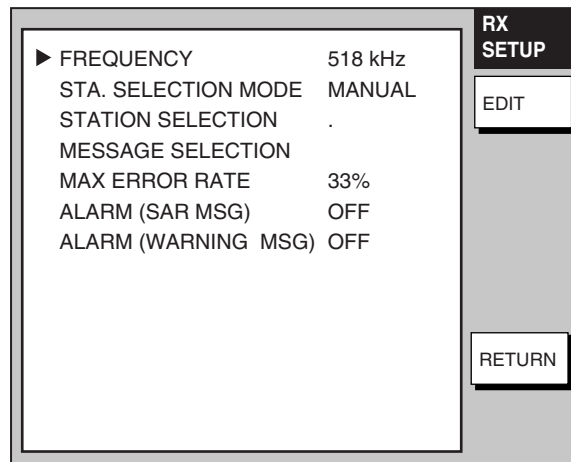 RX
SETUP
▶ FREQUENCY 518 kHz
STA. SELECTION MODE MANUAL
STATION SELECTION .
MESSAGE SELECTION
MAX ERROR RATE 33%
ALARM (SAR MSG) OFF
ALARM (WARNING MSG) OFF
EDIT
RETURN